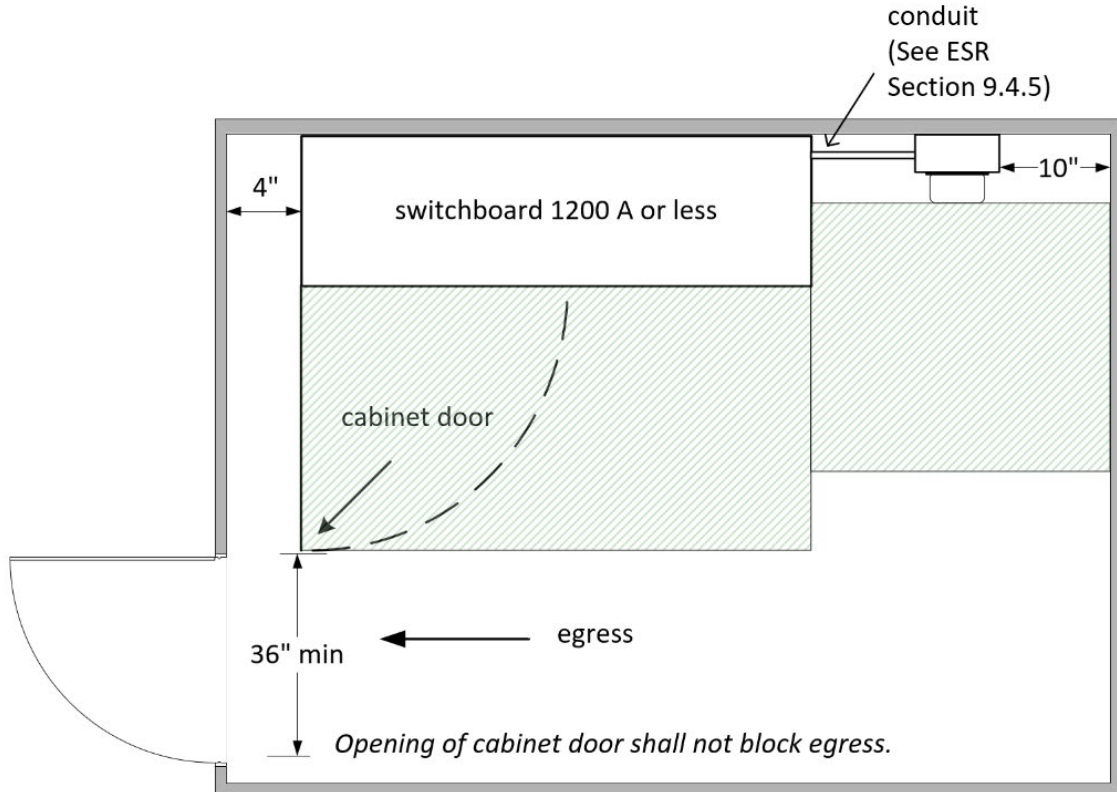 conduit
(See ESR
Section 9.4.5)
4"
10"
switchboard 1200 A or less
cabinet door
egress
36" min
Opening of cabinet door shall not block egress.